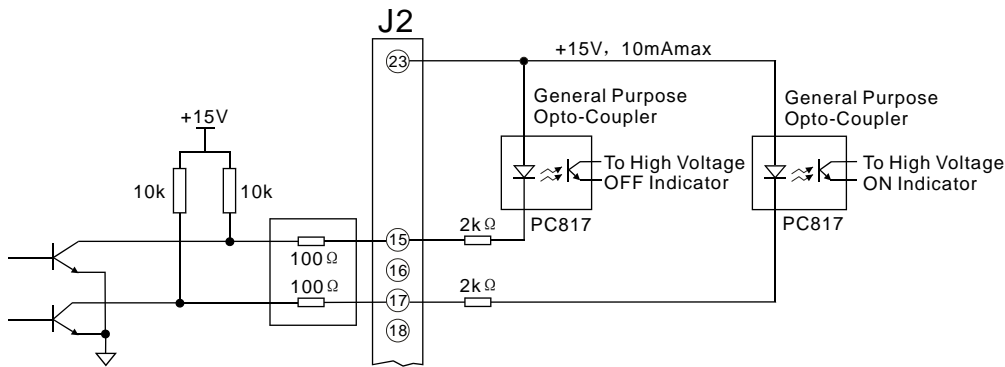 J2
23
+15V, 10mAmax
General Purpose
Opto-Coupler
General Purpose
Opto-Coupler
+15V
To High Voltage
OFF Indicator
To High Voltage
ON Indicator
10k
10k
PC817
PC817
2kΩ
15
100Ω
16
100Ω
2kΩ
17
18